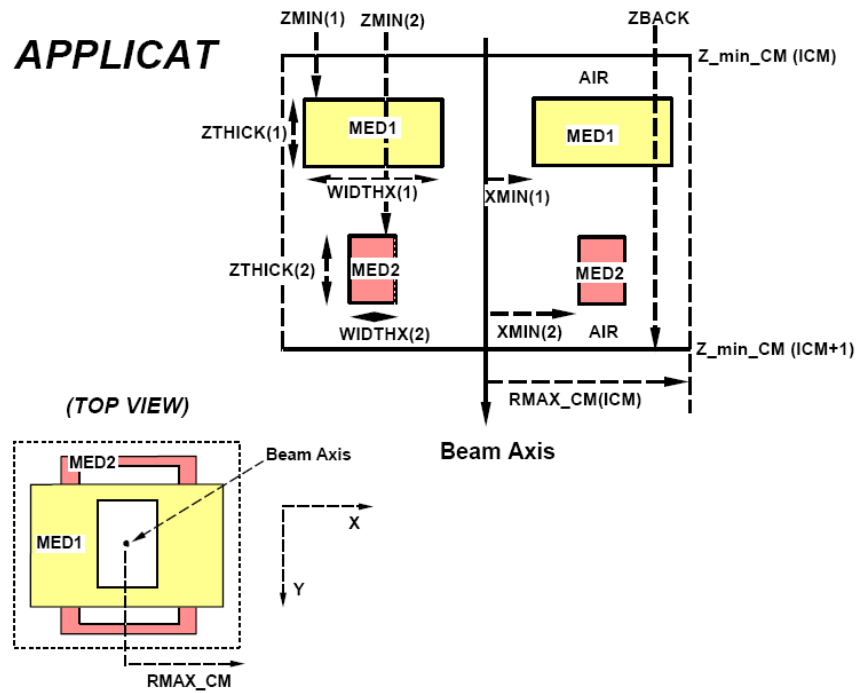 APPLICAT
ZMIN(1)
ZMIN(2)
ZBACK
Z_min_CM (ICM)
AIR
ZTHICK(1)
MED1
MED1
WIDTHX(1)
XMIN(1)
ZTHICK(2)
MED2
MED2
WIDTHX(2)
XMIN(2)
AIR
Z_min_CM (ICM+1)
RMAX_CM(ICM)
Beam Axis
(TOP VIEW)
MED2
Beam Axis
MED1
X
Y
RMAX_CM